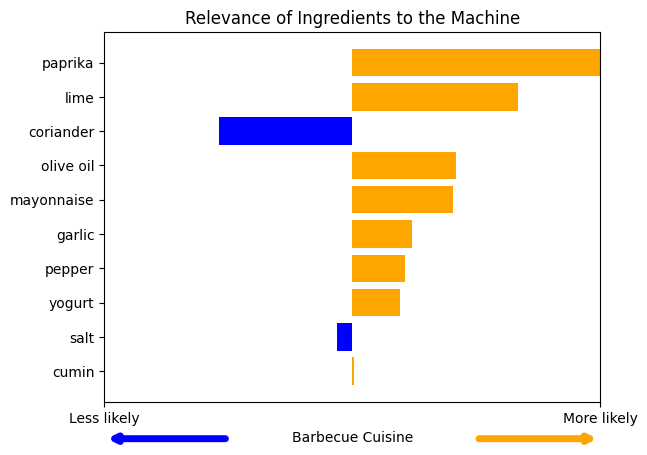 Relevance of Ingredients to the Machine
paprika
lime
coriander
olive oil
mayonnaise
garlic
pepper
yogurt
salt
cumin
Less likely
More likely
Barbecue Cuisine